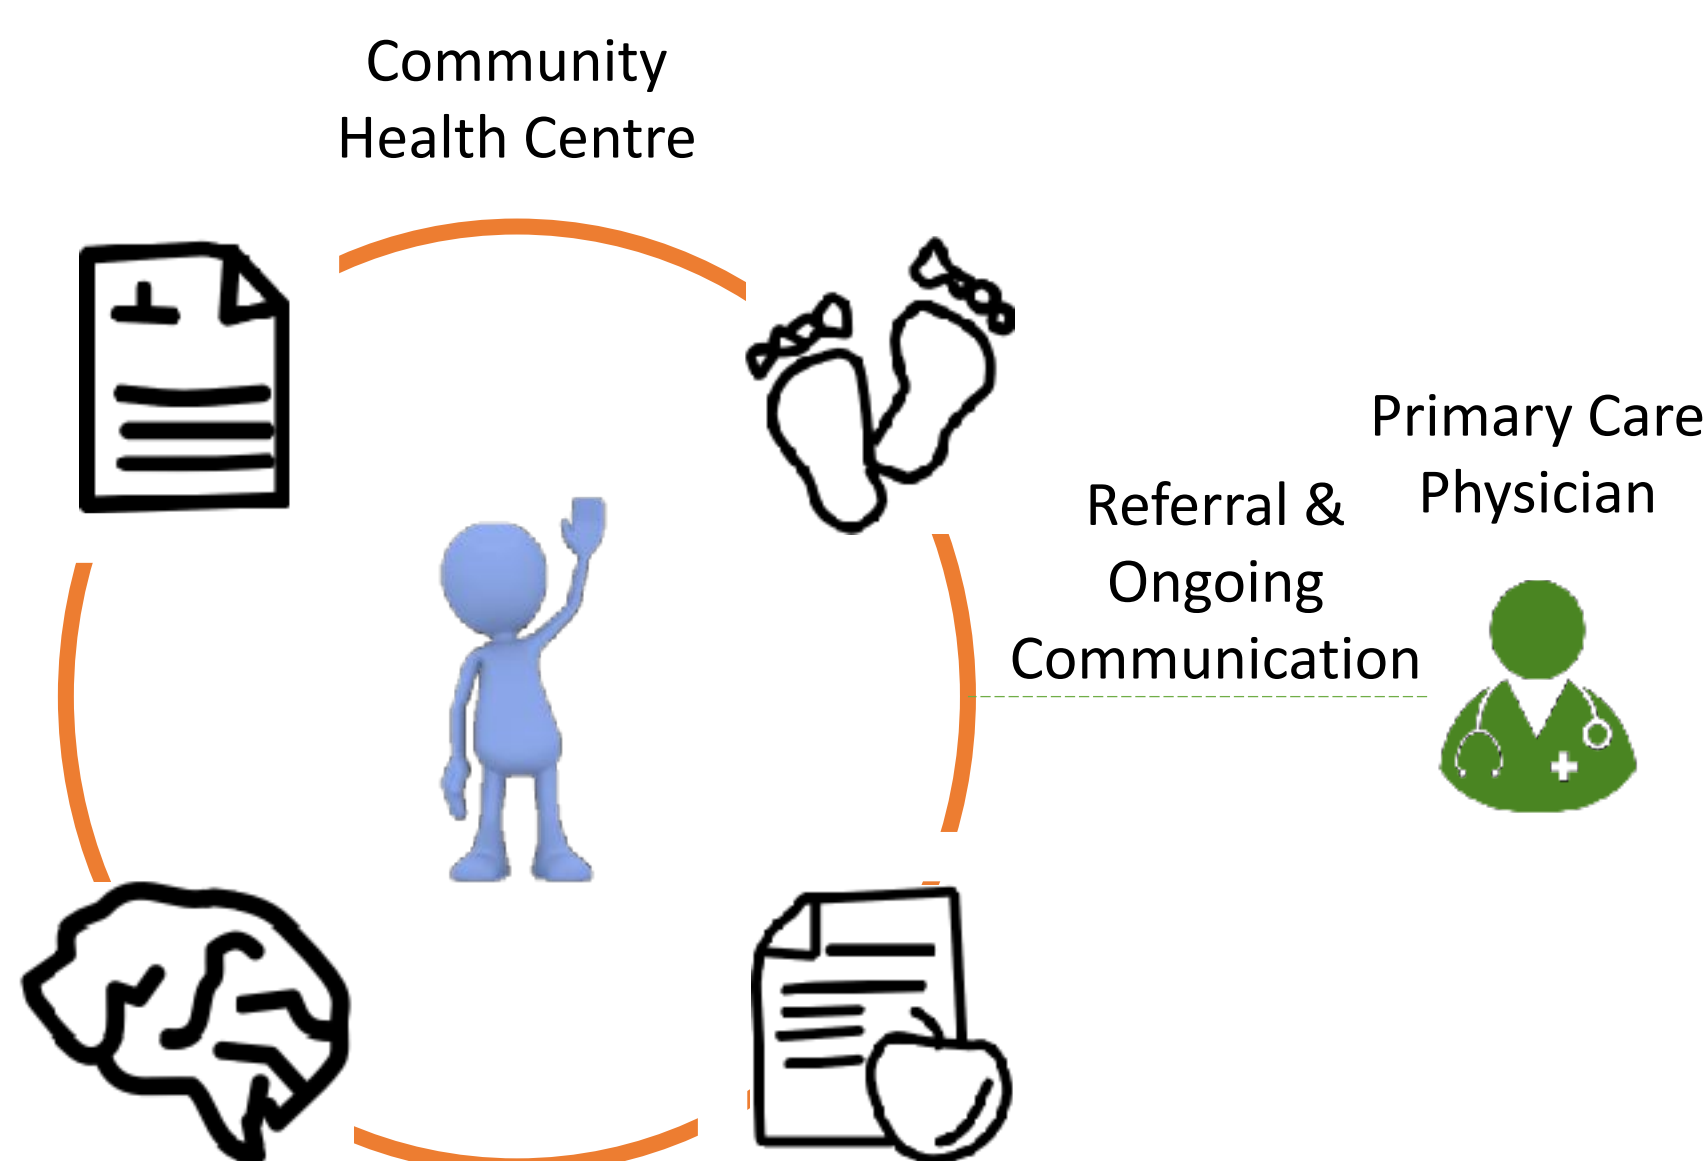 Community
Health Centre
Primary Care
Physician
Referral &
Ongoing
Communication